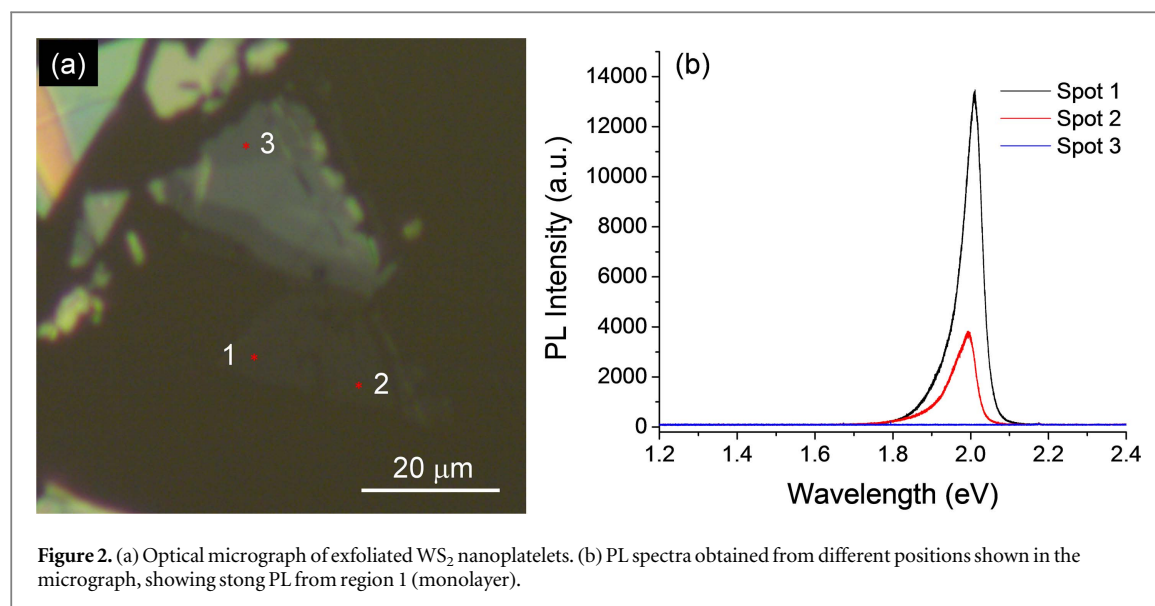 (a)
3
1
2
20 μm
(b)
14000
12000
10000
8000
6000
4000
2000
0
PL Intensity (a.u.)
Spot 1
Spot 2
Spot 3
1.2 1.4 1.6 1.8 2.0 2.2 2.4
Wavelength (eV)
Figure 2. (a) Optical micrograph of exfoliated WS₂ nanoplatelets. (b) PL spectra obtained from different positions shown in the
micrograph, showing stong PL from region 1 (monolayer).